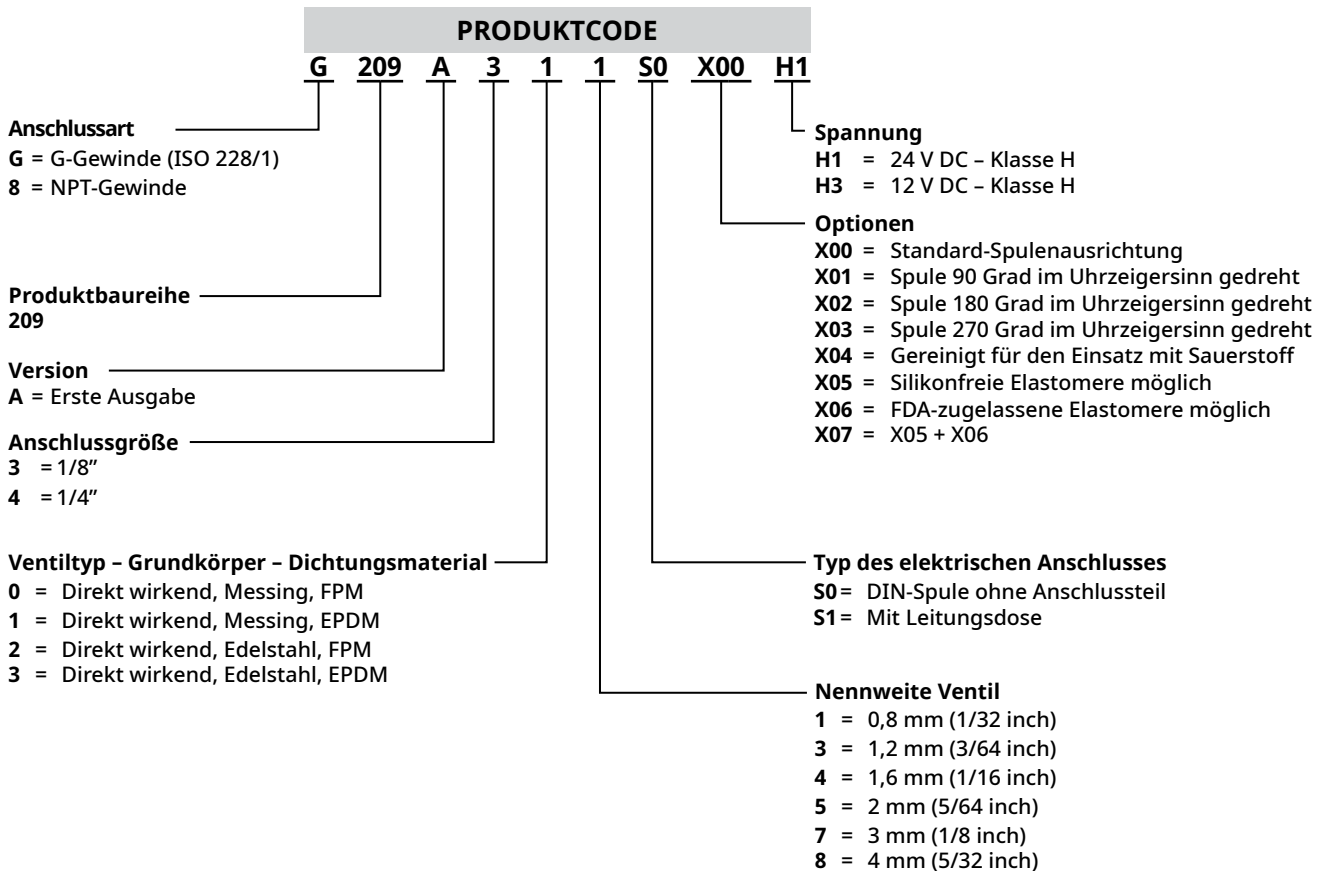 PRODUKTCODE
G 209 A 3 1 1 S0 X00 H1
Anschlussart
G = G-Gewinde (ISO 228/1)
8 = NPT-Gewinde
Produktbaureihe
209
Version
A = Erste Ausgabe
Anschlussgröße
3 = 1/8”
4 = 1/4”
Ventiltyp – Grundkörper – Dichtungsmaterial
0 = Direkt wirkend, Messing, FPM
1 = Direkt wirkend, Messing, EPDM
2 = Direkt wirkend, Edelstahl, FPM
3 = Direkt wirkend, Edelstahl, EPDM
Spannung
H1 = 24 V DC – Klasse H
H3 = 12 V DC – Klasse H
Optionen
X00 = Standard-Spulenausrichtung
X01 = Spule 90 Grad im Uhrzeigersinn gedreht
X02 = Spule 180 Grad im Uhrzeigersinn gedreht
X03 = Spule 270 Grad im Uhrzeigersinn gedreht
X04 = Gereinigt für den Einsatz mit Sauerstoff
X05 = Silikonfreie Elastomere möglich
X06 = FDA-zugelassene Elastomere möglich
X07 = X05 + X06
Typ des elektrischen Anschlusses
S0 = DIN-Spule ohne Anschlussteil
S1 = Mit Leitungsdose
Nennweite Ventil
1 = 0,8 mm (1/32 inch)
3 = 1,2 mm (3/64 inch)
4 = 1,6 mm (1/16 inch)
5 = 2 mm (5/64 inch)
7 = 3 mm (1/8 inch)
8 = 4 mm (5/32 inch)